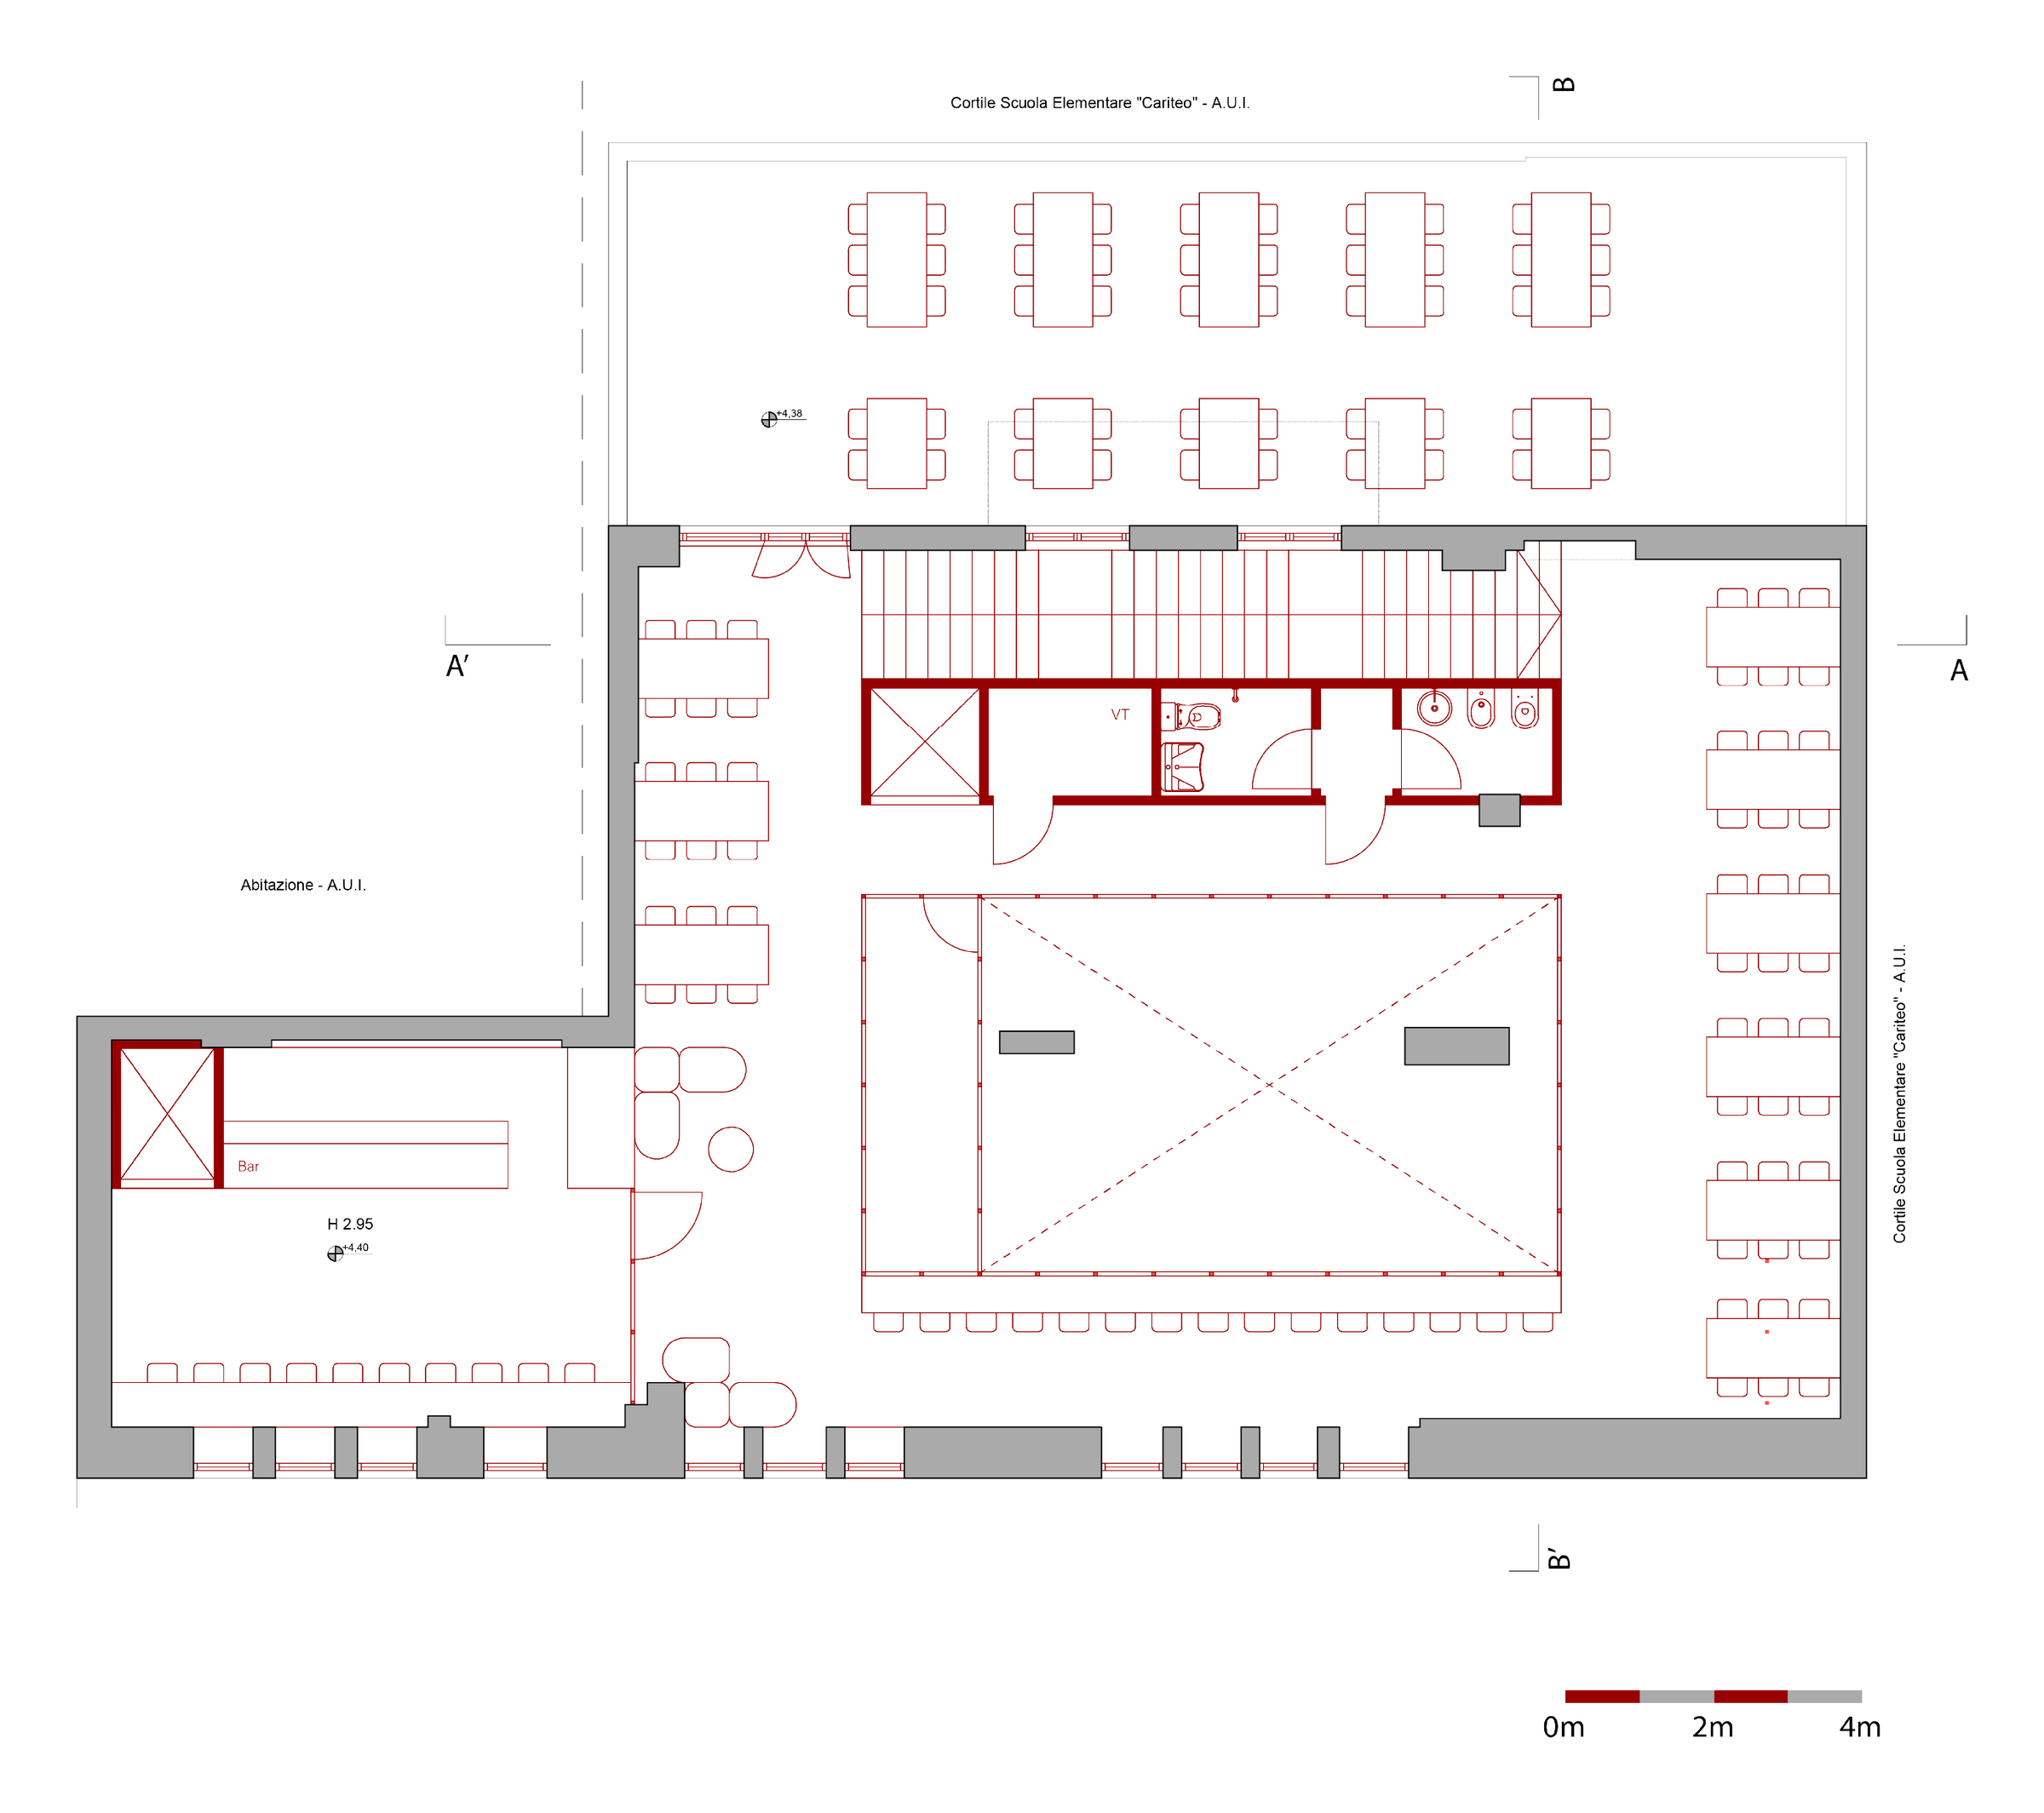 B
Cortile Scuola Elementare "Cariteo" - A.U.I.
+4,38
A'
A
VT
Abitazione - A.U.I.
Cortile Scuola Elementare "Cariteo" - A.U.I.
Bar
H 2.95
+4,40
B'
0m 2m 4m